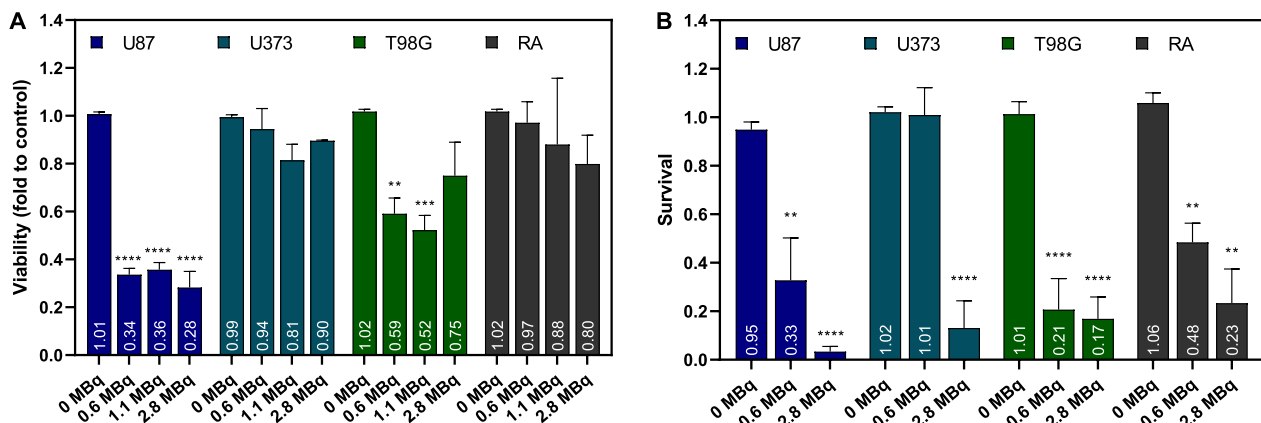 A
Viability (fold to control)
1.4
1.2
1.0
0.8
0.6
0.4
0.2
0.0
U87 U373 T98G RA
**** **** ****
** ***
1.01 0.34 0.36 0.28
0.99 0.94 0.81 0.90
1.02 0.59 0.52 0.75
1.02 0.97 0.88 0.80
0 MBq 0.6 MBq 1.1 MBq 2.8 MBq
0 MBq 0.6 MBq 1.1 MBq 2.8 MBq
0 MBq 0.6 MBq 1.1 MBq 2.8 MBq
0 MBq 0.6 MBq 1.1 MBq 2.8 MBq
B
Survival
1.4
1.2
1.0
0.8
0.6
0.4
0.2
0.0
U87 U373 T98G RA
** ****
****
**** ****
** **
0.95 0.33
1.02 1.01
1.01 0.21 0.17
1.06 0.48 0.23
0 MBq 0.6 MBq 2.8 MBq
0 MBq 0.6 MBq 2.8 MBq
0 MBq 0.6 MBq 2.8 MBq
0 MBq 0.6 MBq 2.8 MBq